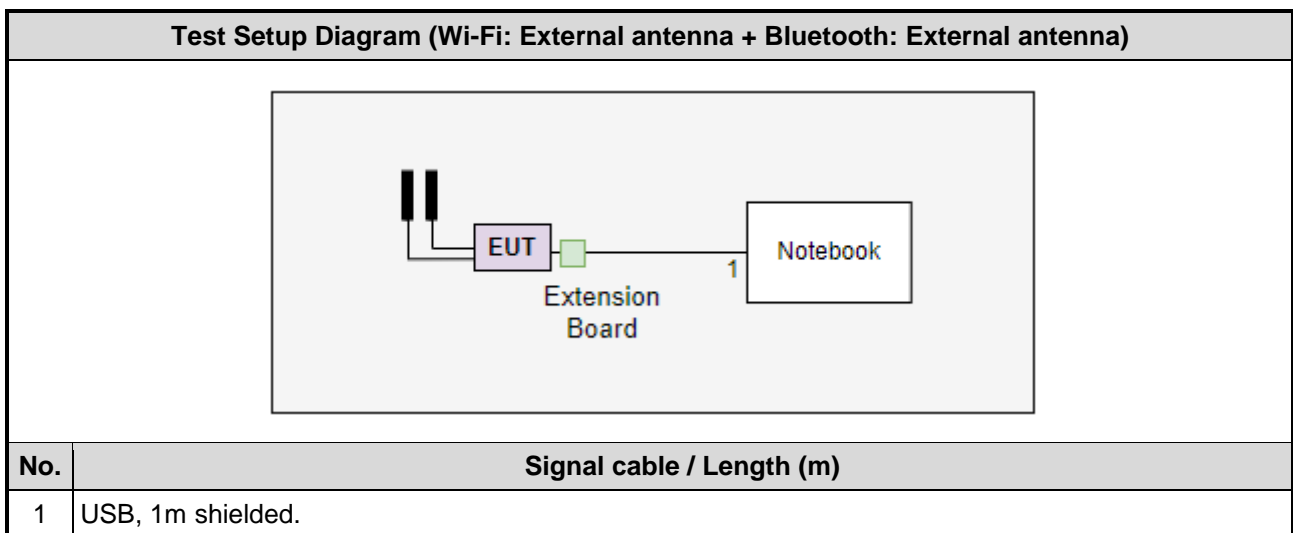 Test Setup Diagram (Wi-Fi: External antenna + Bluetooth: External antenna)
EUT
Notebook
1
Extension
Board
No. Signal cable / Length (m)
1 USB, 1m shielded.